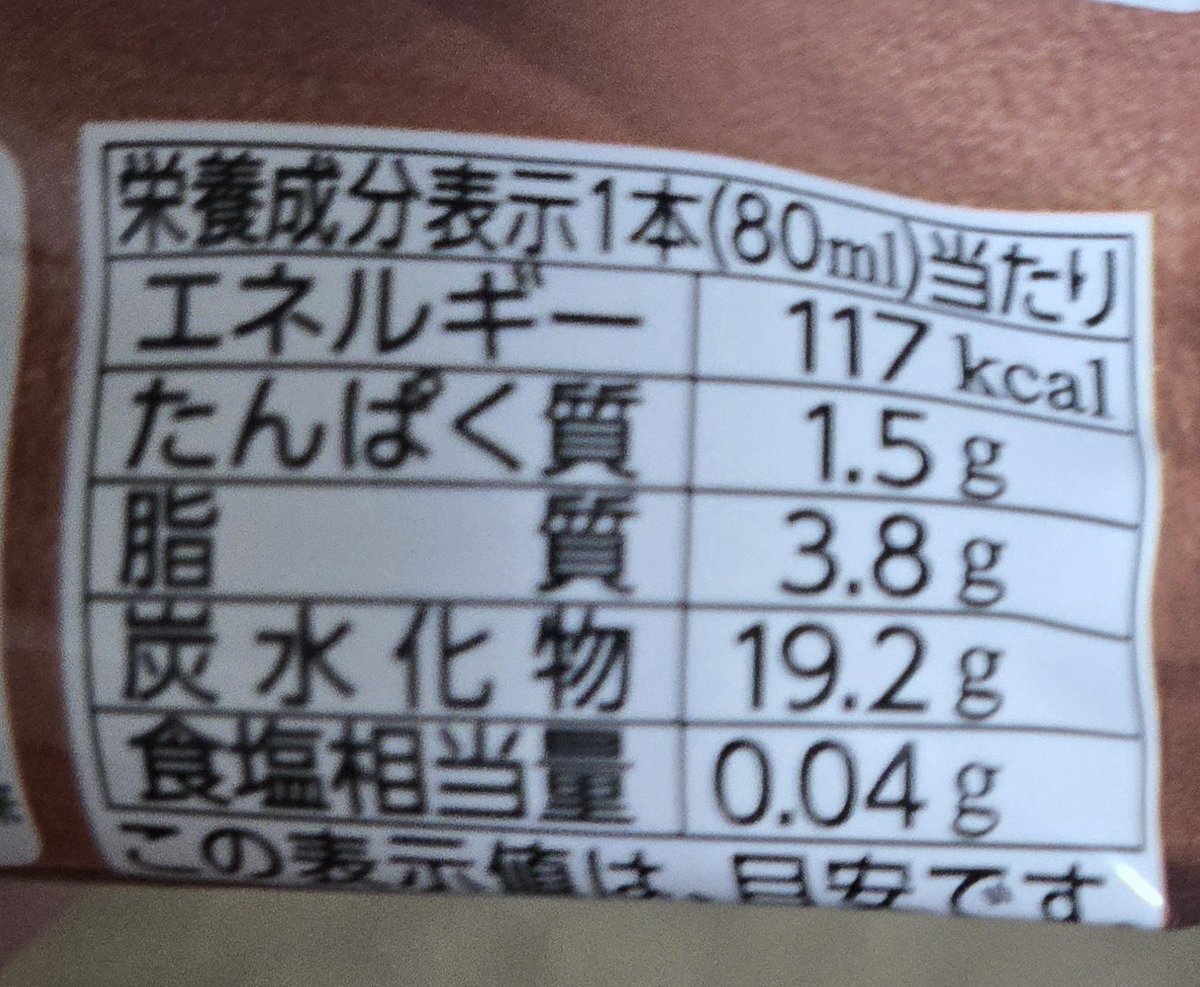 栄養成分表示1本(80ml)当たり
エネルギー 117 kcal
たんぱく質 1.5 g
脂質 3.8 g
炭水化物 19.2 g
食塩相当量 0.04 g
この表示値は、目安です